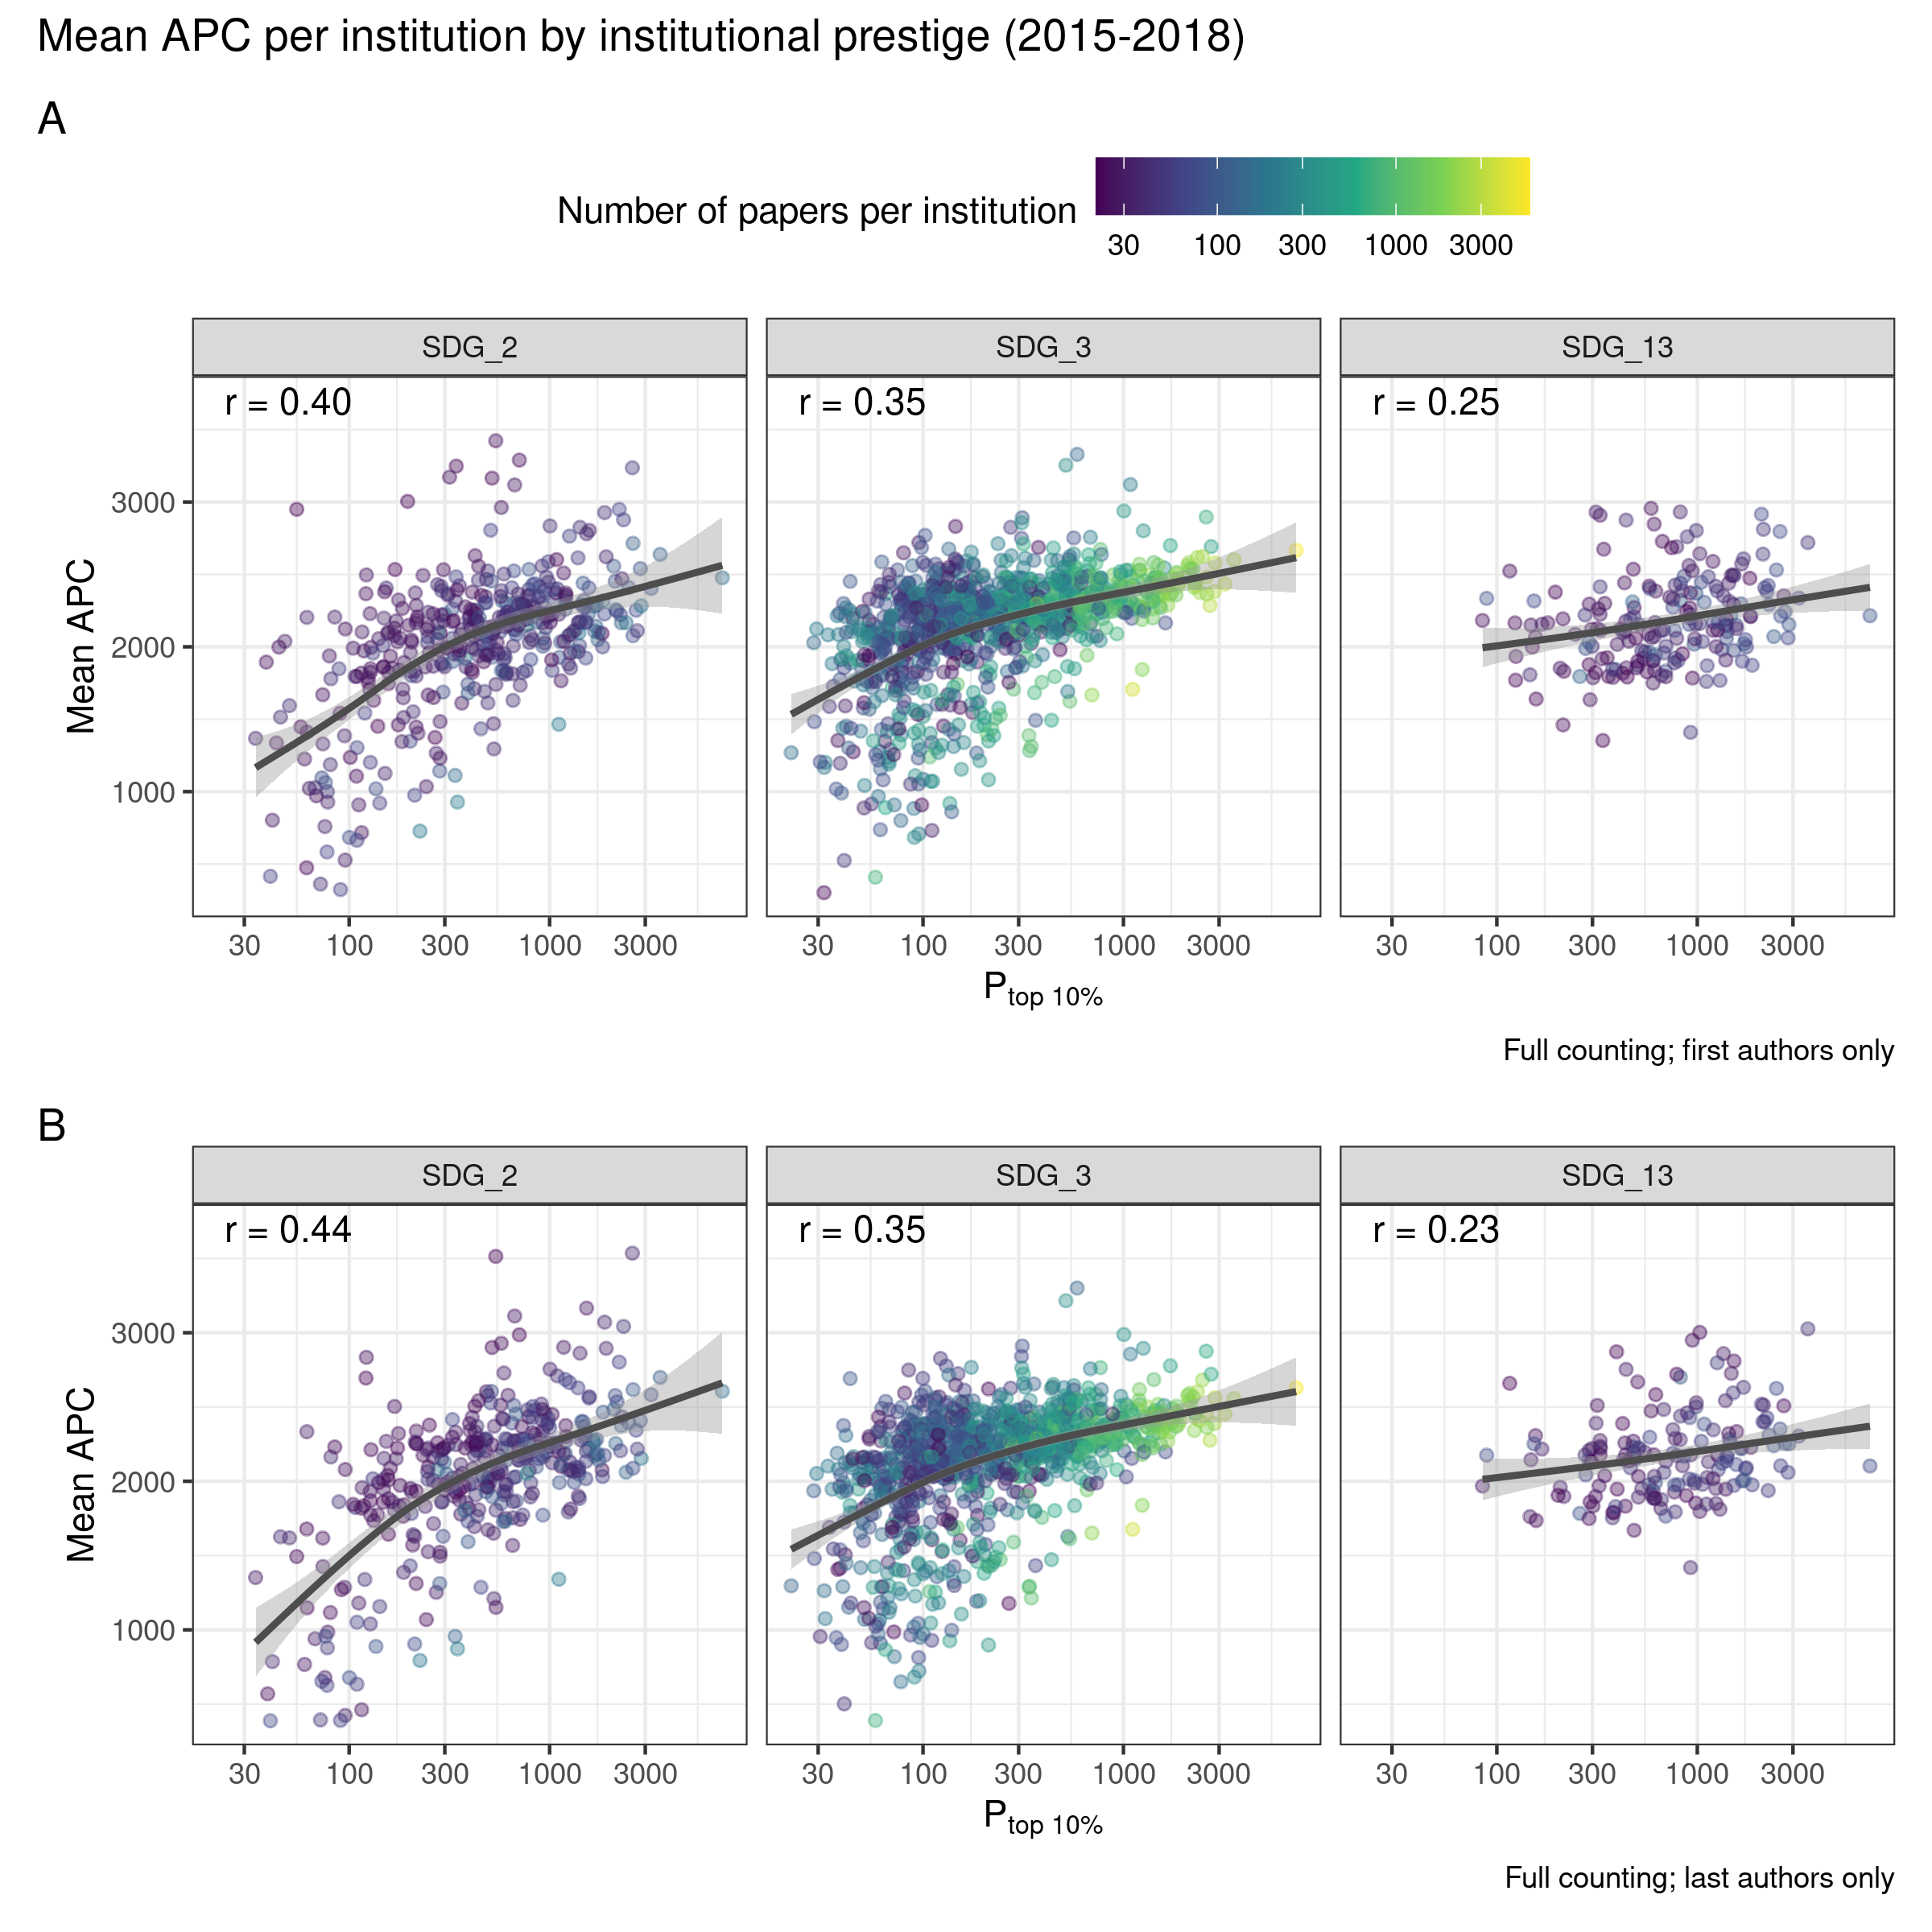 Mean APC per institution by institutional prestige (2015-2018)
A
Number of papers per institution
30 100 300 1000 3000
SDG_2 SDG_3 SDG_13
r = 0.40 r = 0.35 r = 0.25
Mean APC
3000
2000
1000
30 100 300 1000 3000 30 100 300 1000 3000 30 100 300 1000 3000
P top 10%
Full counting; first authors only
B
SDG_2 SDG_3 SDG_13
r = 0.44 r = 0.35 r = 0.23
Mean APC
3000
2000
1000
30 100 300 1000 3000 30 100 300 1000 3000 30 100 300 1000 3000
P top 10%
Full counting; last authors only